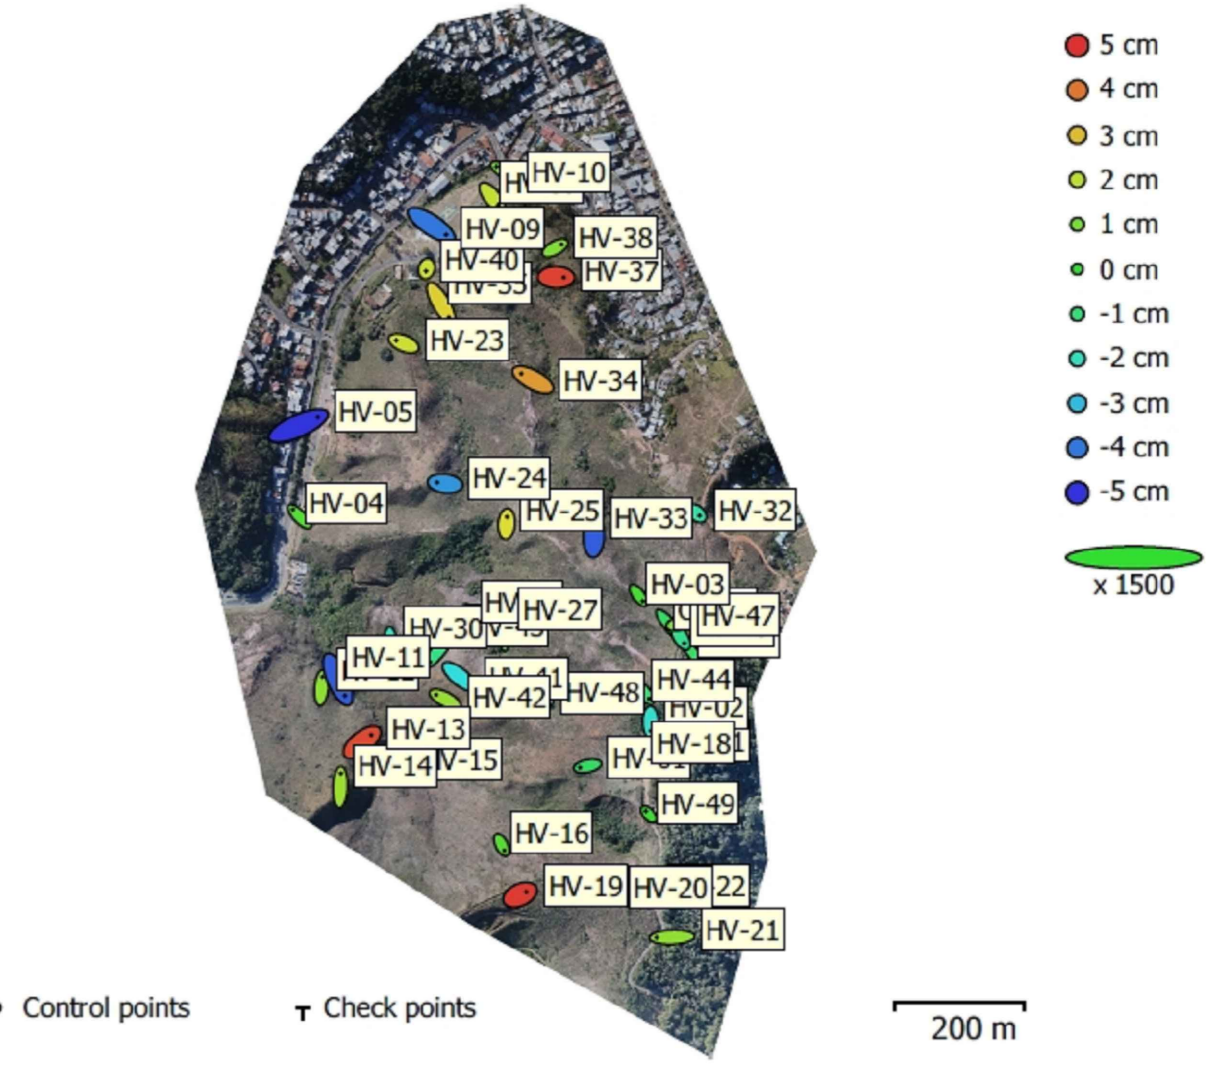 5 cm
4 cm
3 cm
2 cm
1 cm
0 cm
-1 cm
-2 cm
-3 cm
-4 cm
-5 cm
x 1500
HV-10
HV-09
HV-38
HV-40
HV-37
HV-23
HV-34
HV-05
HV-24
HV-04
HV-25
HV-33
HV-32
HV-03
HV-27
HV-47
HV-30
HV-11
HV-44
HV-42
HV-48
HV-02
HV-13
HV-18
HV-14
HV-49
HV-16
HV-19
HV-20
22
HV-21
Control points
Check points
200 m